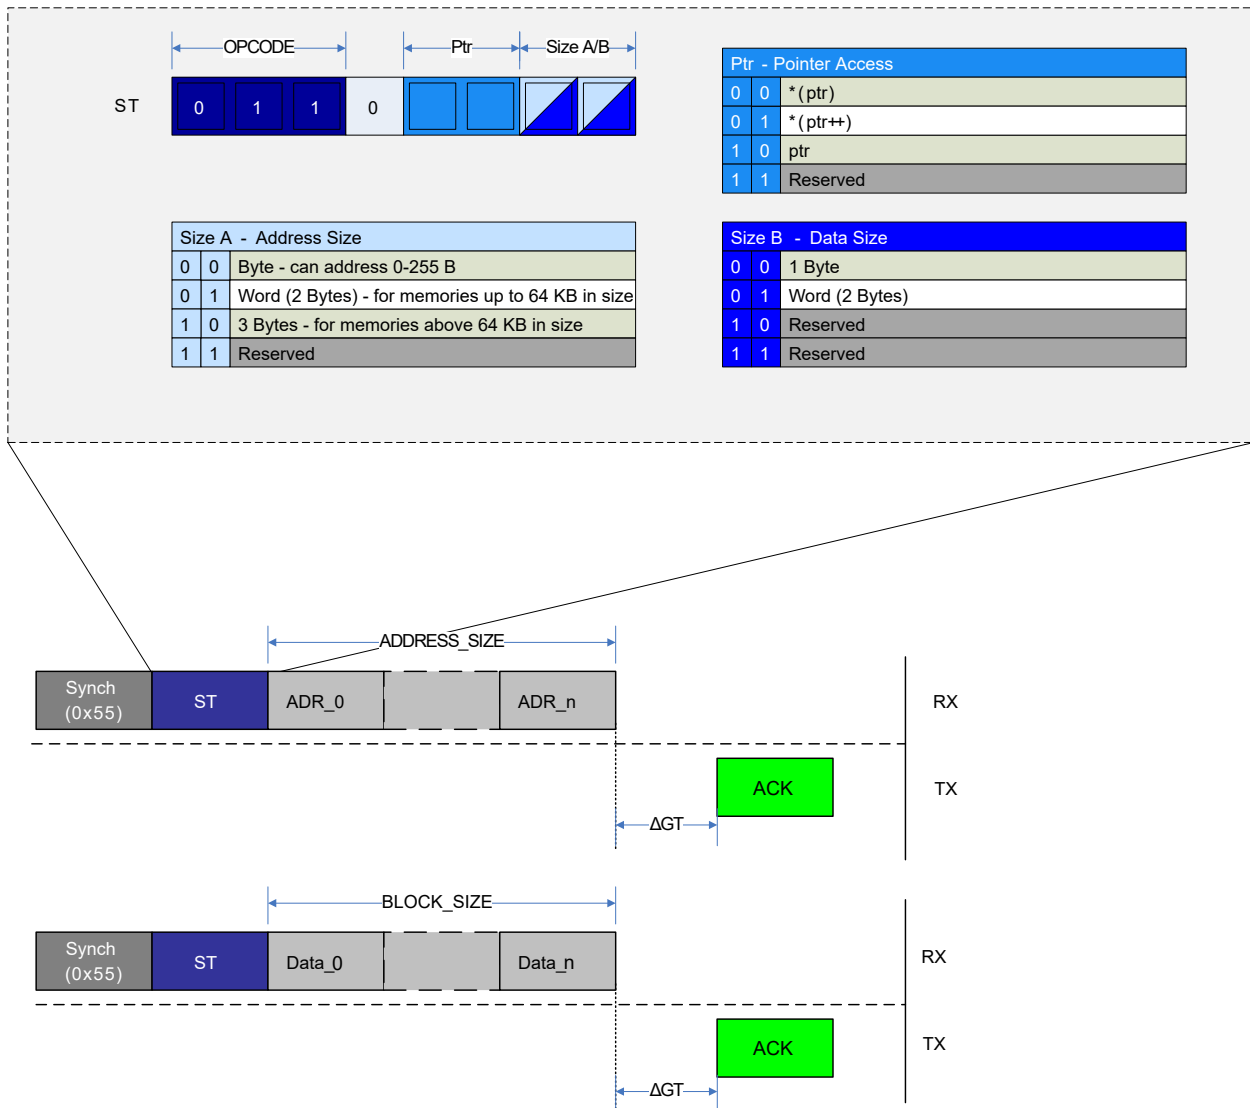 OPCODE Ptr Size A/B
ST 0 1 1 0
Ptr - Pointer Access
0 0 *(ptr)
0 1 *(ptr++)
1 0 ptr
1 1 Reserved
Size A - Address Size
0 0 Byte - can address 0-255 B
0 1 Word (2 Bytes) - for memories up to 64 KB in size
1 0 3 Bytes - for memories above 64 KB in size
1 1 Reserved
Size B - Data Size
0 0 1 Byte
0 1 Word (2 Bytes)
1 0 Reserved
1 1 Reserved
ADDRESS_SIZE
Synch
(0x55)
ST ADR_0 ADR_n RX
ACK TX
ΔGT
BLOCK_SIZE
Synch
(0x55)
ST Data_0 Data_n RX
ACK TX
ΔGT